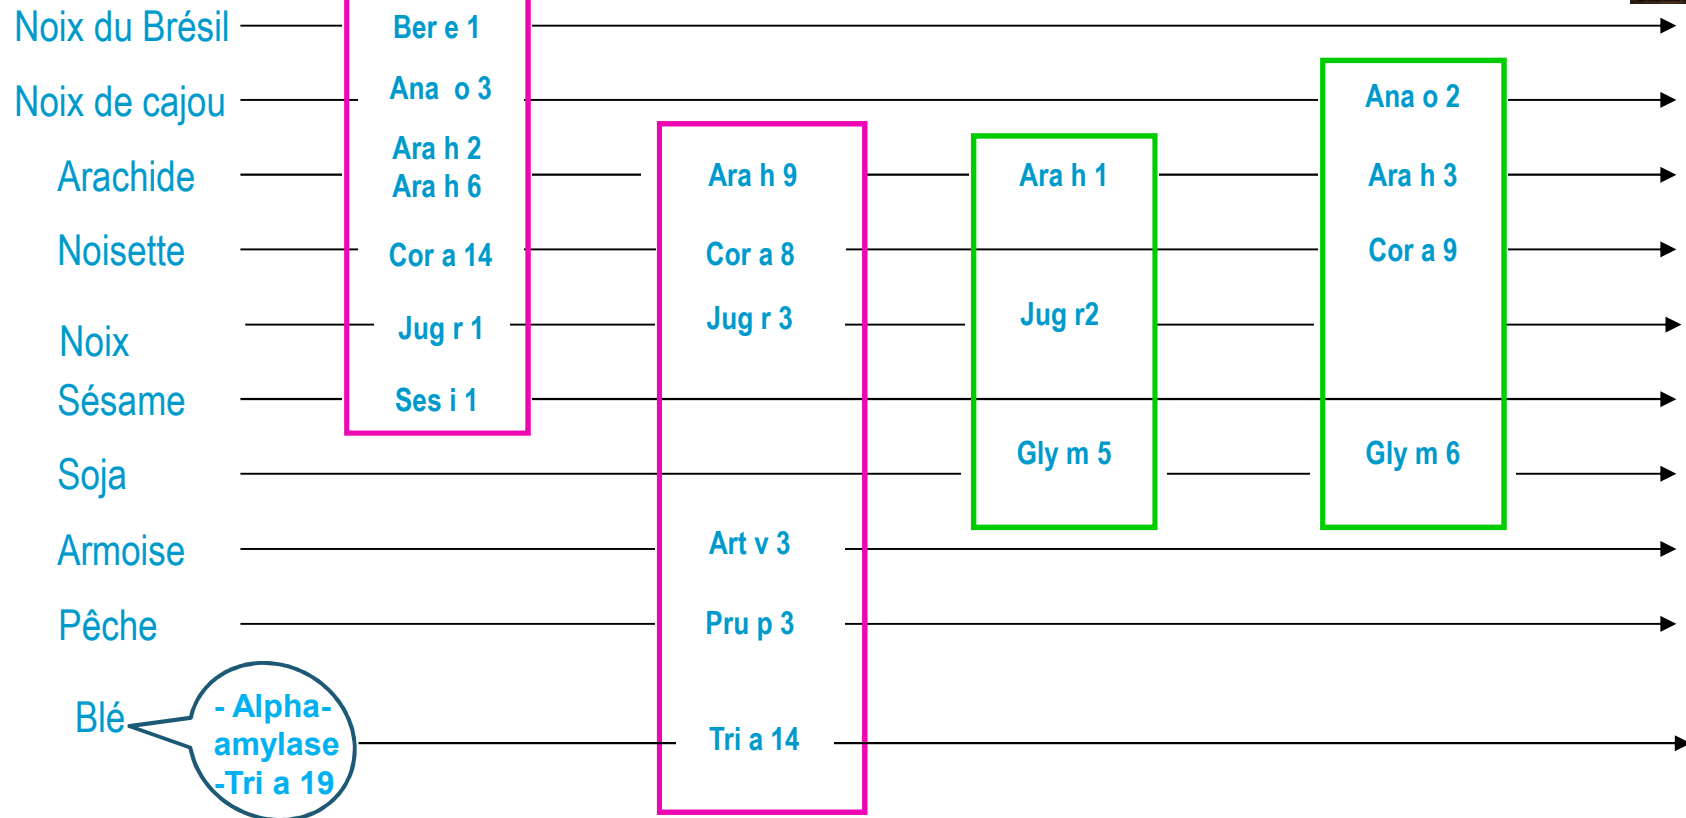 Noix du Brésil
Ber e 1
Noix de cajou
Ana o 3
Ana o 2
Arachide
Ara h 2
Ara h 6
Ara h 9
Ara h 1
Ara h 3
Noisette
Cor a 14
Cor a 8
Cor a 9
Noix
Jug r 1
Jug r 3
Jug r2
Sésame
Ses i 1
Soja
Gly m 5
Gly m 6
Armoise
Art v 3
Pêche
Pru p 3
Blé
- Alpha-
amylase
-Tri a 19
Tri a 14